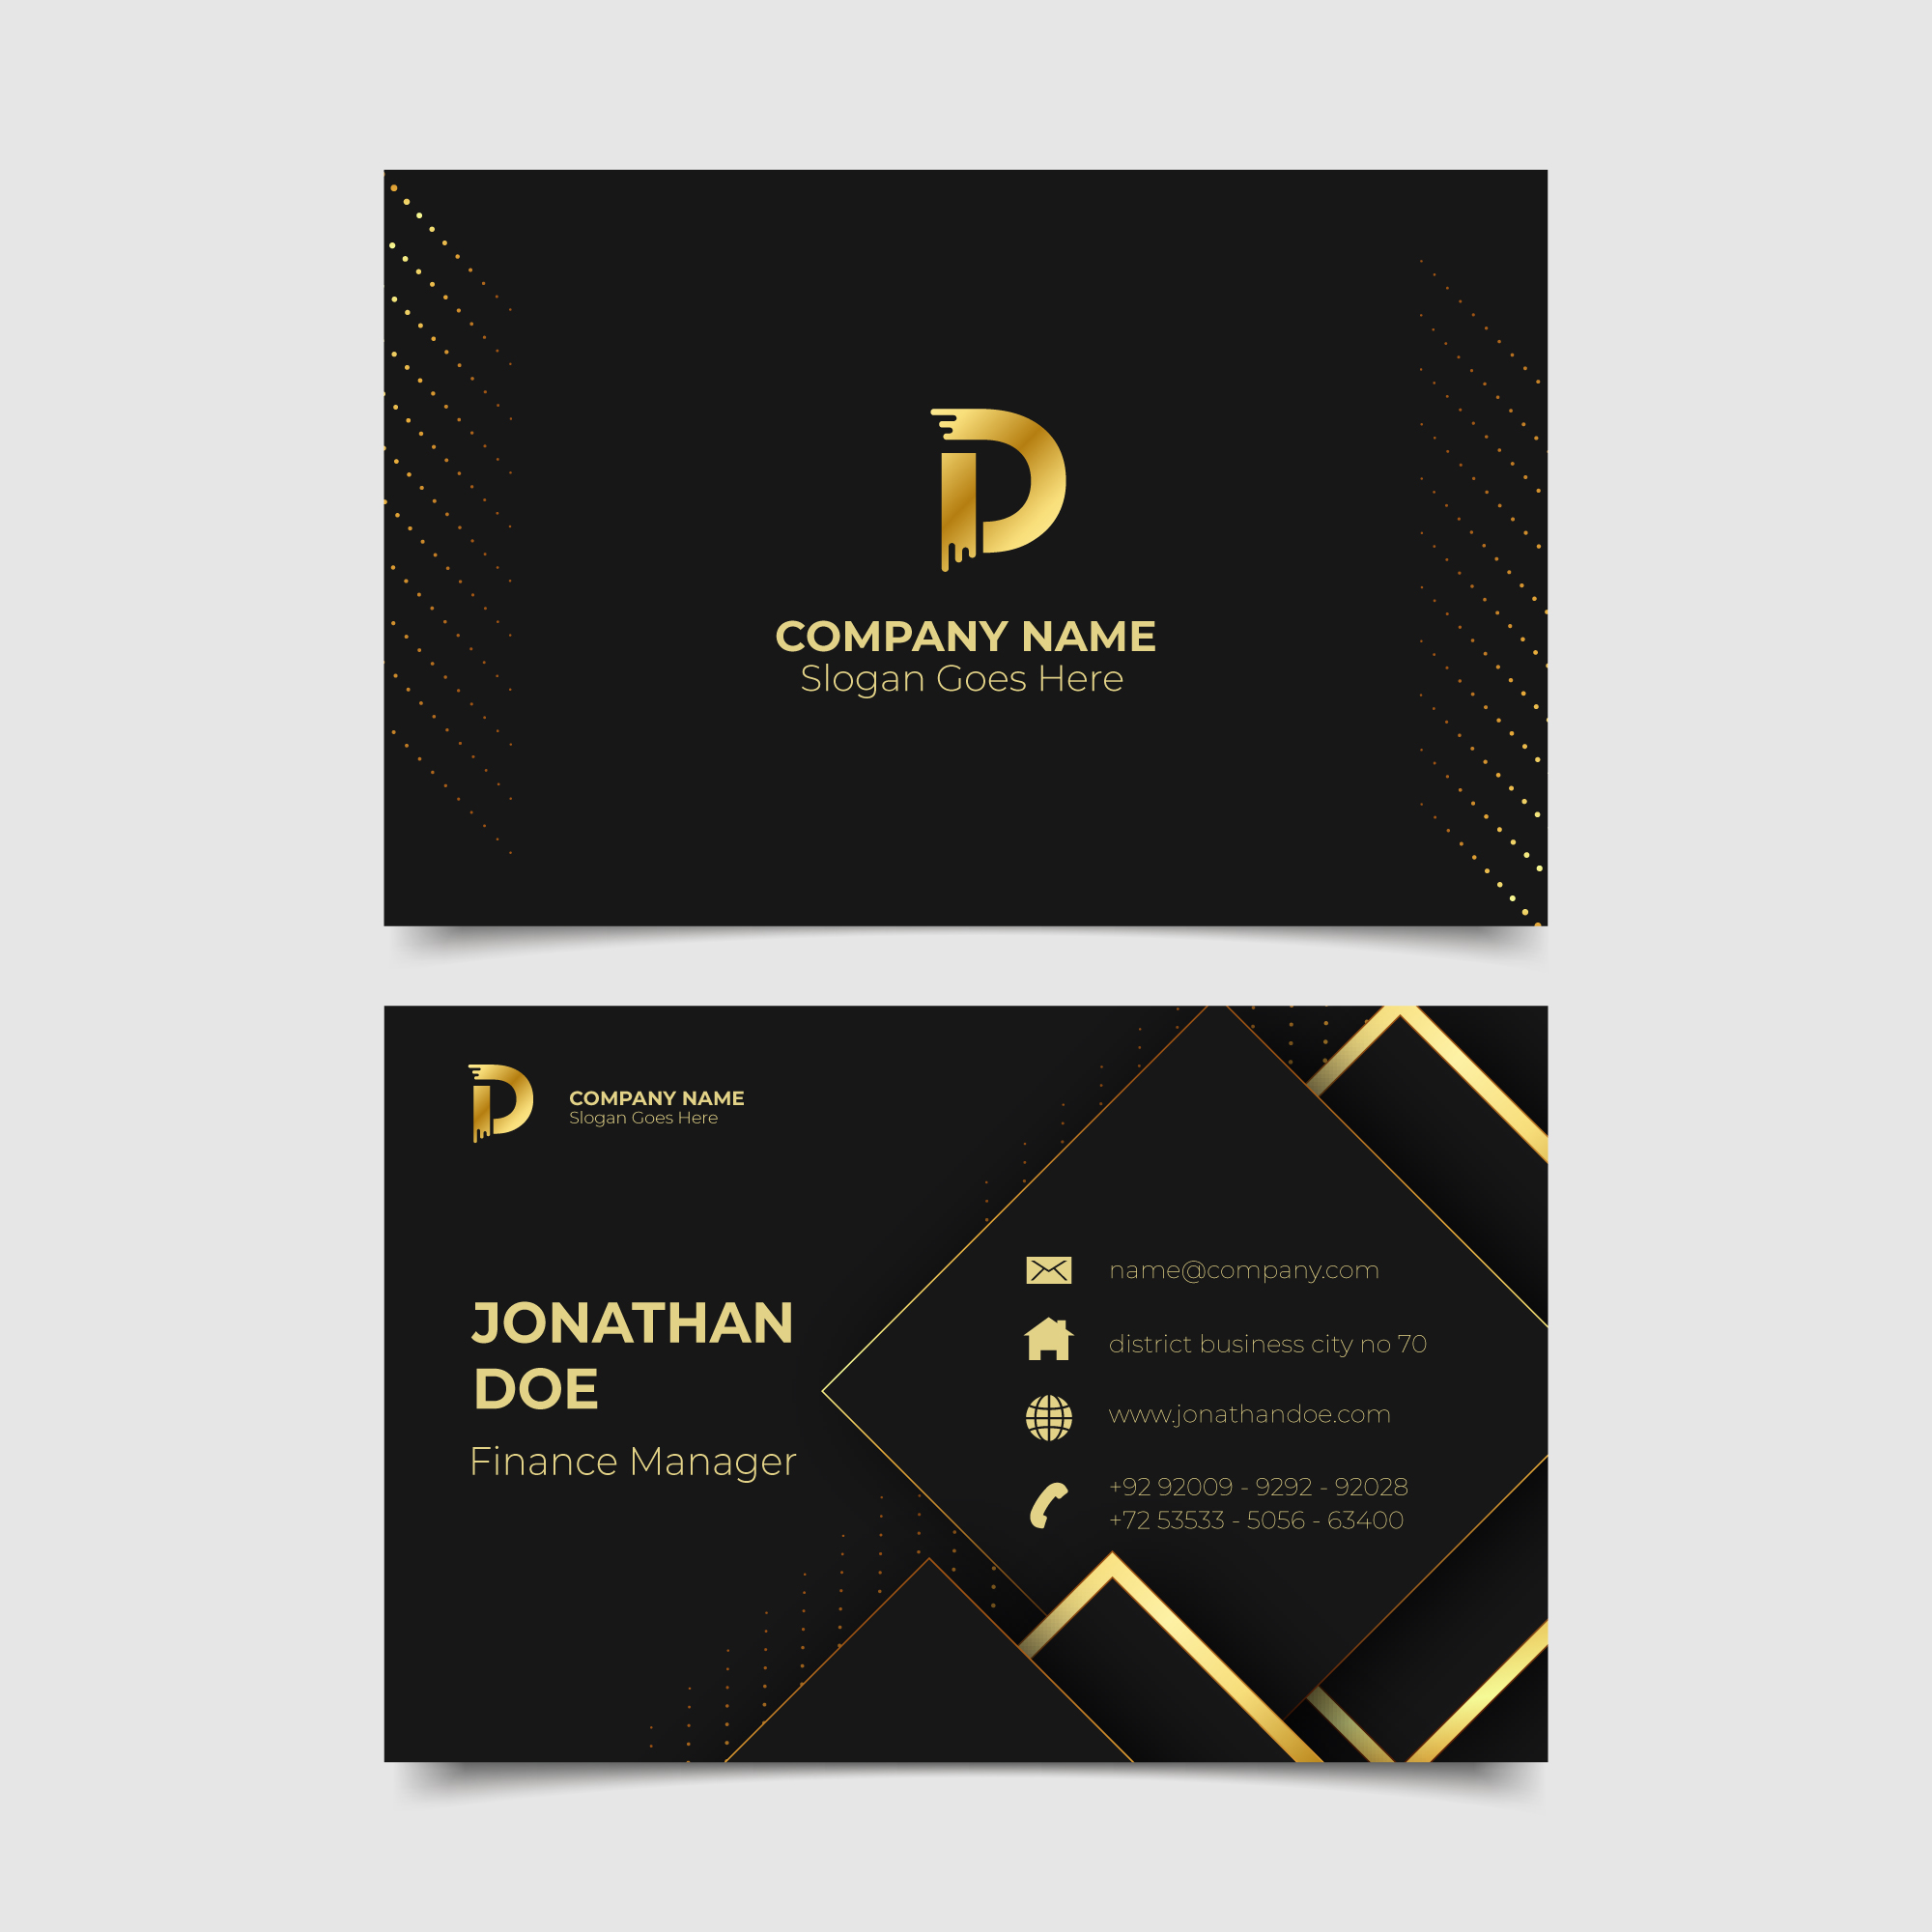 COMPANY NAME
Slogan Goes Here
COMPANY NAME
Slogan Goes Here
JONATHAN
DOE
Finance Manager
name@company.com
district business city no 70
www.jonathandoe.com
+92 92009 - 9292 - 92028
+72 53533 - 5056 - 63400